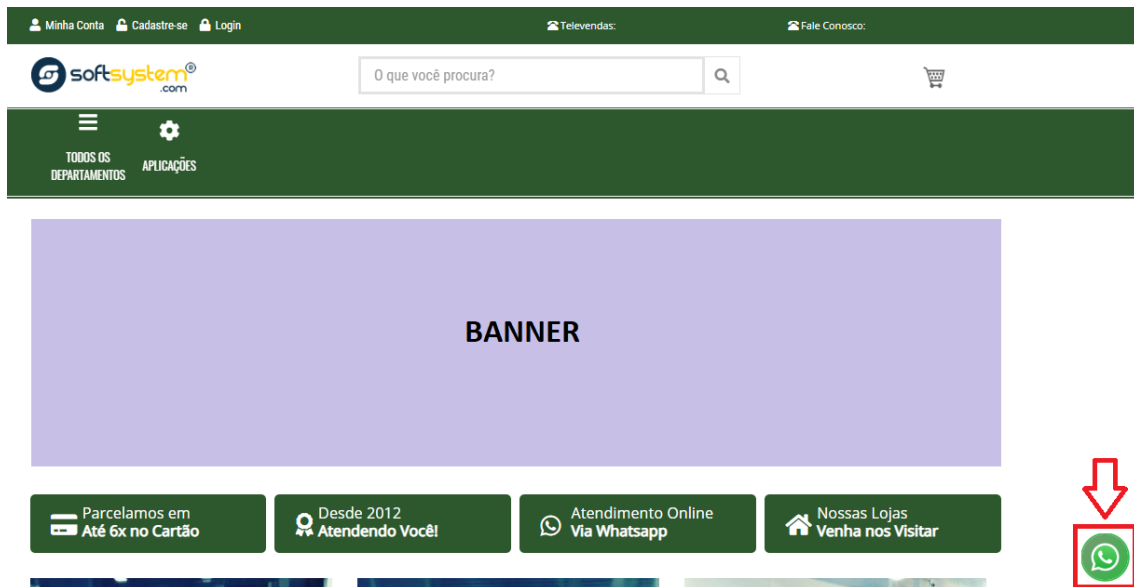 Minha Conta Cadastre-se Login Televendas: Fale Conosco:
softsystem®
.com
O que você procura?
TODOS OS
DEPARTAMENTOS
APLICAÇÕES
BANNER
Parcelamos em
Até 6x no Cartão
Desde 2012
Atendendo Você!
Atendimento Online
Via Whatsapp
Nossas Lojas
Venha nos Visitar